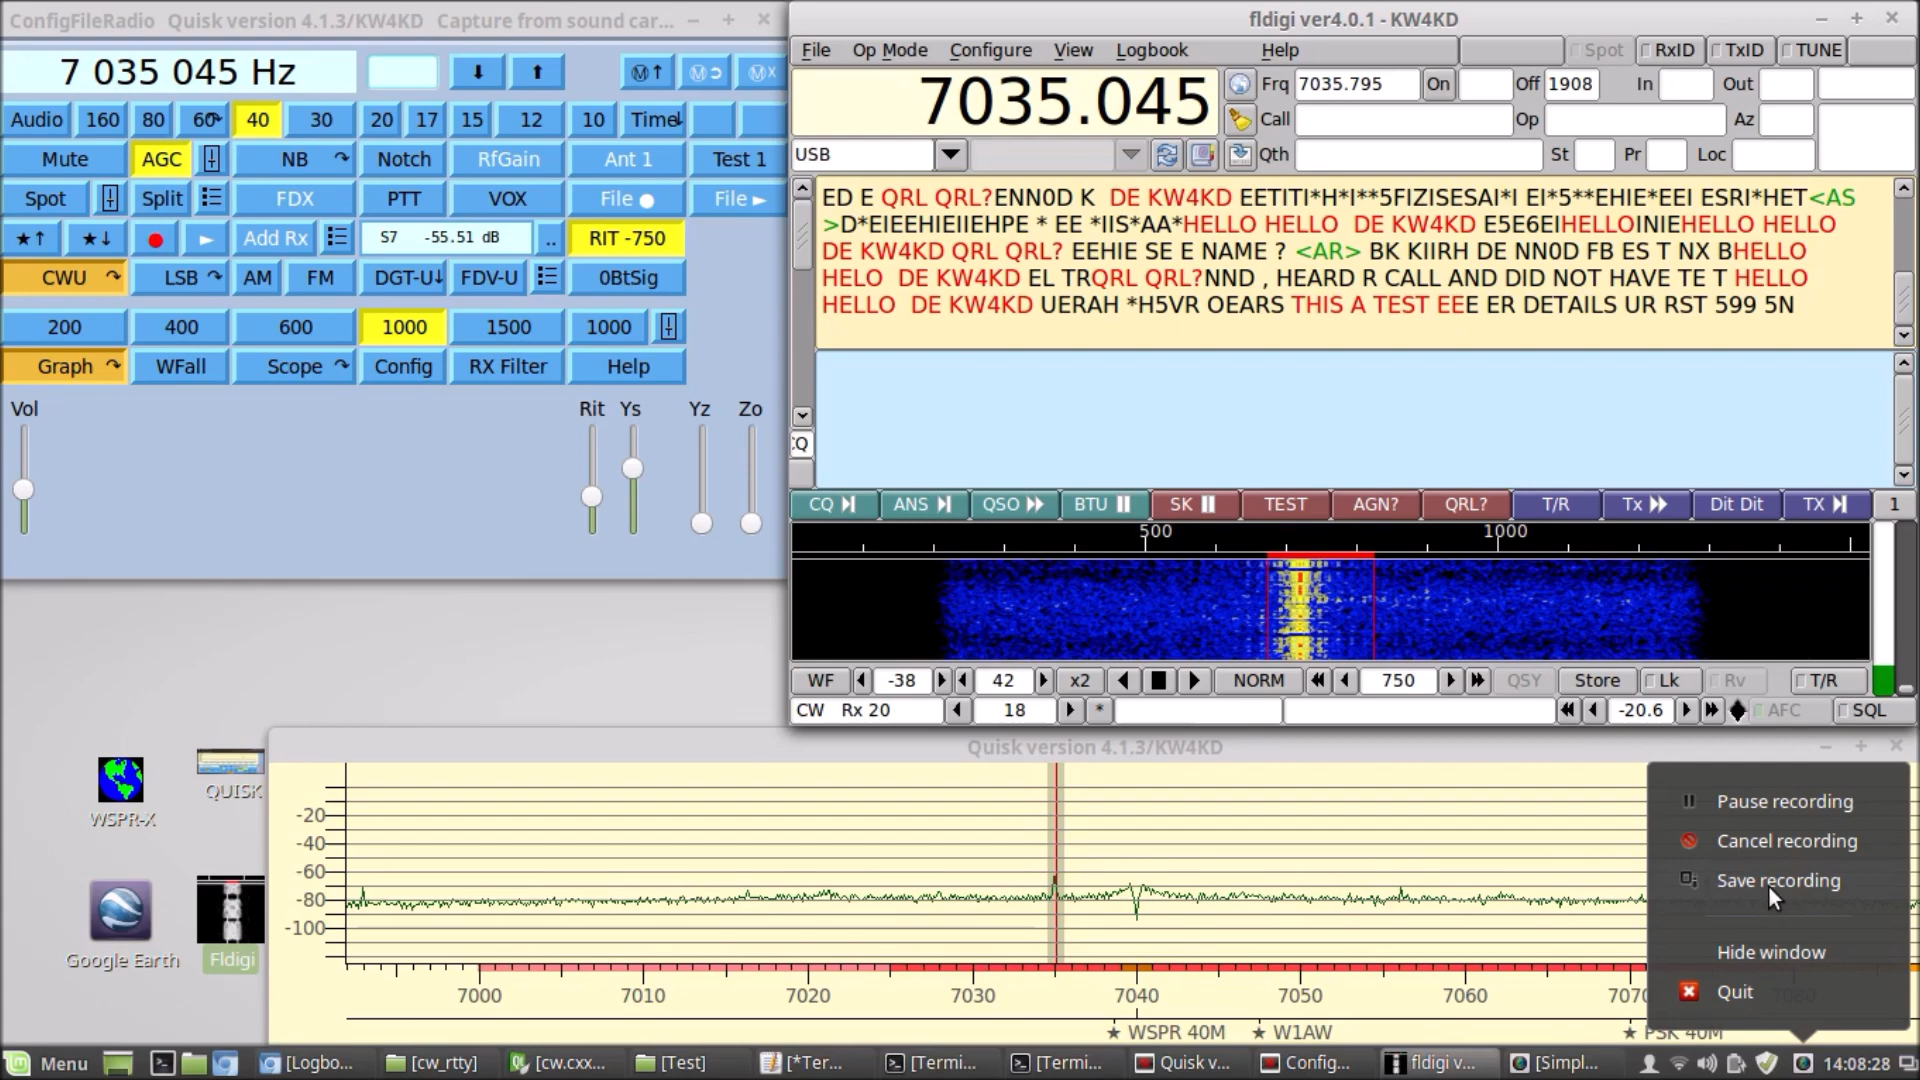 ConfigFileRadio Quisk version 4.1.3/KW4KD Capture from sound car...
7 035 045 Hz
Audio 160 80 60 40 30 20 17 15 12 10 Time
Mute AGC NB Notch RfGain Ant 1 Test 1
Spot Split FDX PTT VOX File File
Add Rx S7 -55.51 dB .. RIT -750
CWU LSB AM FM DGT-U FDV-U 0BtSig
200 400 600 1000 1500 1000
Graph WFall Scope Config RX Filter Help
Vol Rit Ys Yz Zo
fldigi ver4.0.1 - KW4KD
File Op Mode Configure View Logbook Help Spot RxID TxID TUNE
7035.045 Frq 7035.795 On Off 1908 In Out
Call Op Az
USB Qth St Pr Loc
ED E QRL QRL?ENN0D K DE KW4KD EETITI*H*I**5FIZISESAI*I EI*5**EHIE*EEI ESRI*HET<AS
>D*EIEEHIEIIEHPE * EE *IIS*AA*HELLO HELLO DE KW4KD E5E6EIHELLOINIEHELLO HELLO
DE KW4KD QRL QRL? EEHIE SE E NAME ? <AR> BK KIIRH DE NN0D FB ES T NX BHELLO
HELO DE KW4KD EL TRQRL QRL?NND , HEARD R CALL AND DID NOT HAVE TE T HELLO
HELLO DE KW4KD UERAH *H5VR OEARS THIS A TEST EEE ER DETAILS UR RST 599 5N
CQ
CQ ANS QSO BTU SK TEST AGN? QRL? T/R Tx Dit Dit TX 1
500 1000
WF -38 42 x2 NORM 750 QSY Store Lk Rv T/R
CW Rx 20 18 * -20.6 AFC SQL
Quisk version 4.1.3/KW4KD
-20
-40
-60
-80
-100
7000 7010 7020 7030 7040 7050 7060 7070 7080
★ WSPR 40M ★ W1AW ★ PSK 40M
WSPR-X
QUISK
Google Earth
Fldigi
Pause recording
Cancel recording
Save recording
Hide window
Quit
Menu [Logbo... [cw_rtty] [cw.cxx... [Test] [*Ter... [Termi... [Termi... Quisk v... Config... fldigi v... [Simpl... 14:08:28